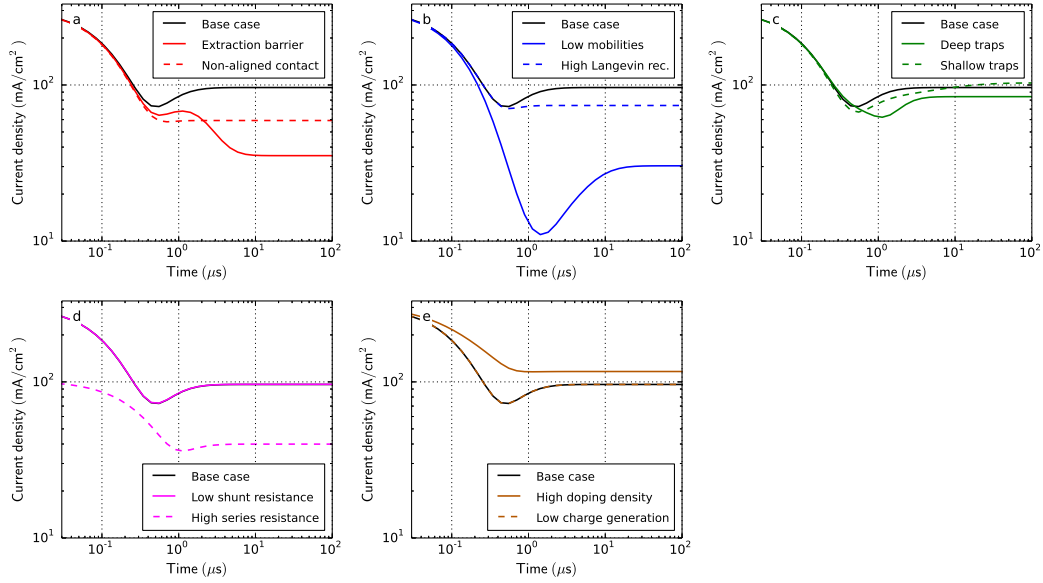 a
Base case
Extraction barrier
Non-aligned contact
Current density (mA/cm²)
10²
10¹
10⁻¹ 10⁰ 10¹ 10²
Time (μs)
b
Base case
Low mobilities
High Langevin rec.
Current density (mA/cm²)
10²
10¹
10⁻¹ 10⁰ 10¹ 10²
Time (μs)
c
Base case
Deep traps
Shallow traps
Current density (mA/cm²)
10²
10¹
10⁻¹ 10⁰ 10¹ 10²
Time (μs)
d
Base case
Low shunt resistance
High series resistance
Current density (mA/cm²)
10²
10¹
10⁻¹ 10⁰ 10¹ 10²
Time (μs)
e
Base case
High doping density
Low charge generation
Current density (mA/cm²)
10²
10¹
10⁻¹ 10⁰ 10¹ 10²
Time (μs)